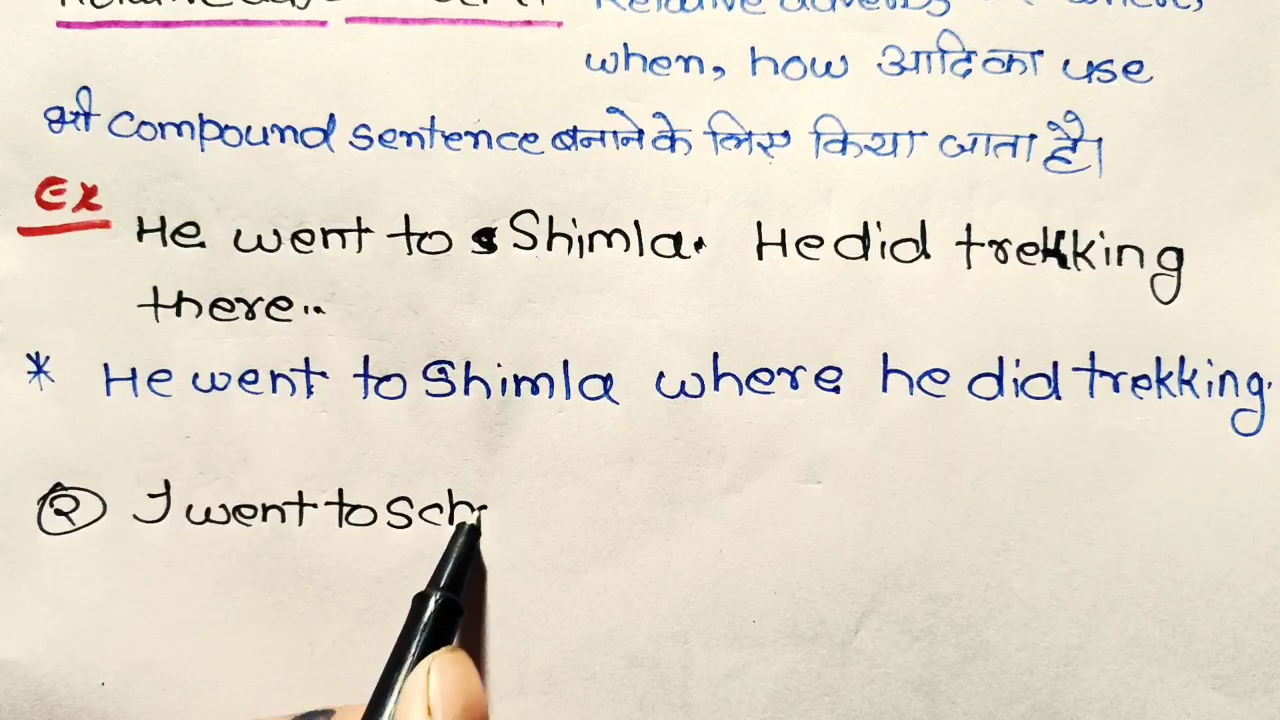 when, how आदि का use
भी compound sentence बनाने के लिए किया जाता है।
Ex He went to Shimla. He did trekking
there..
* He went to Shimla where he did trekking.
२ I went to sch